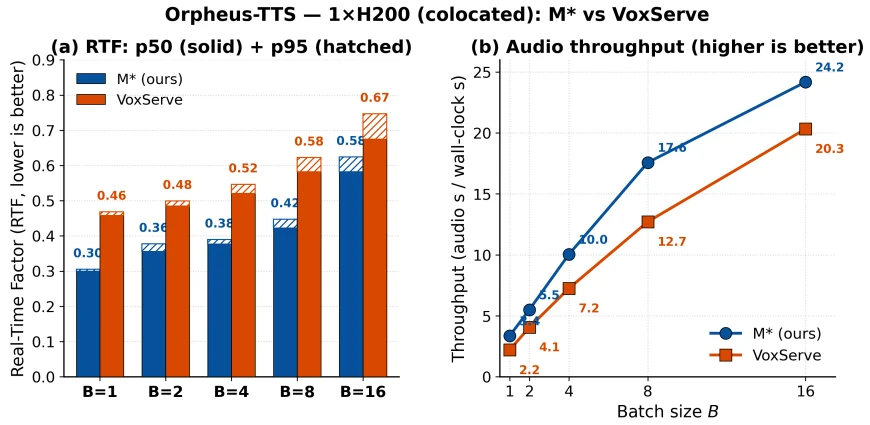 Orpheus-TTS — 1×H200 (colocated): M* vs VoxServe
(a) RTF: p50 (solid) + p95 (hatched)
Real-Time Factor (RTF, lower is better)
0.9
0.8
0.7
0.6
0.5
0.4
0.3
0.2
0.1
0.0
M* (ours)
VoxServe
0.30
0.46
0.36
0.48
0.38
0.52
0.42
0.58
0.58
0.67
B=1
B=2
B=4
B=8
B=16
(b) Audio throughput (higher is better)
Throughput (audio s / wall-clock s)
25
20
15
10
5
0
5.5
10.0
17.6
24.2
2.2
4.1
7.2
12.7
20.3
M* (ours)
VoxServe
1
2
4
8
16
Batch size B